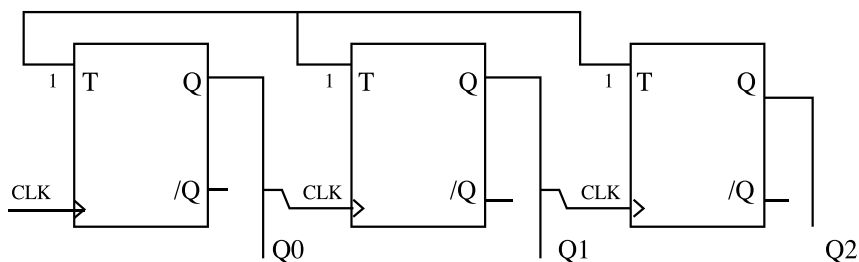 1 T Q 1 T Q 1 T Q
CLK /Q CLK /Q CLK /Q
Q0 Q1 Q2